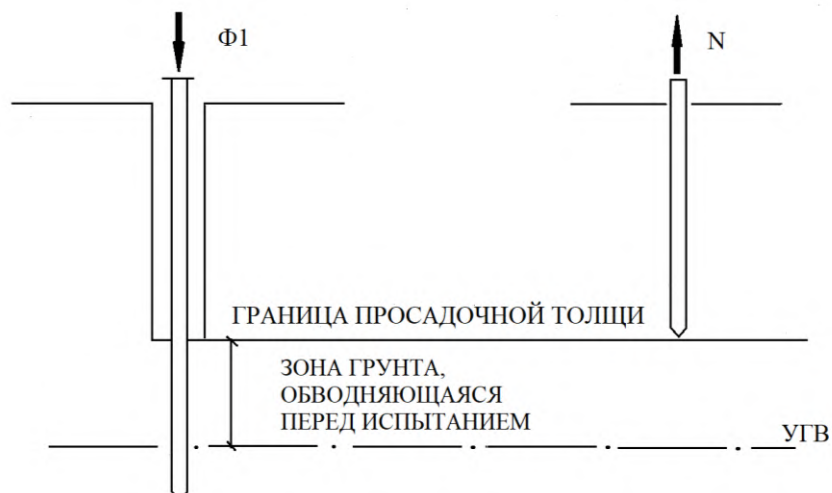 Ф1
N
ГРАНИЦА ПРОСАДОЧНОЙ ТОЛЩИ
ЗОНА ГРУНТА,
ОБВОДНЯЮЩАЯСЯ
ПЕРЕД ИСПЫТАНИЕМ
УГВ